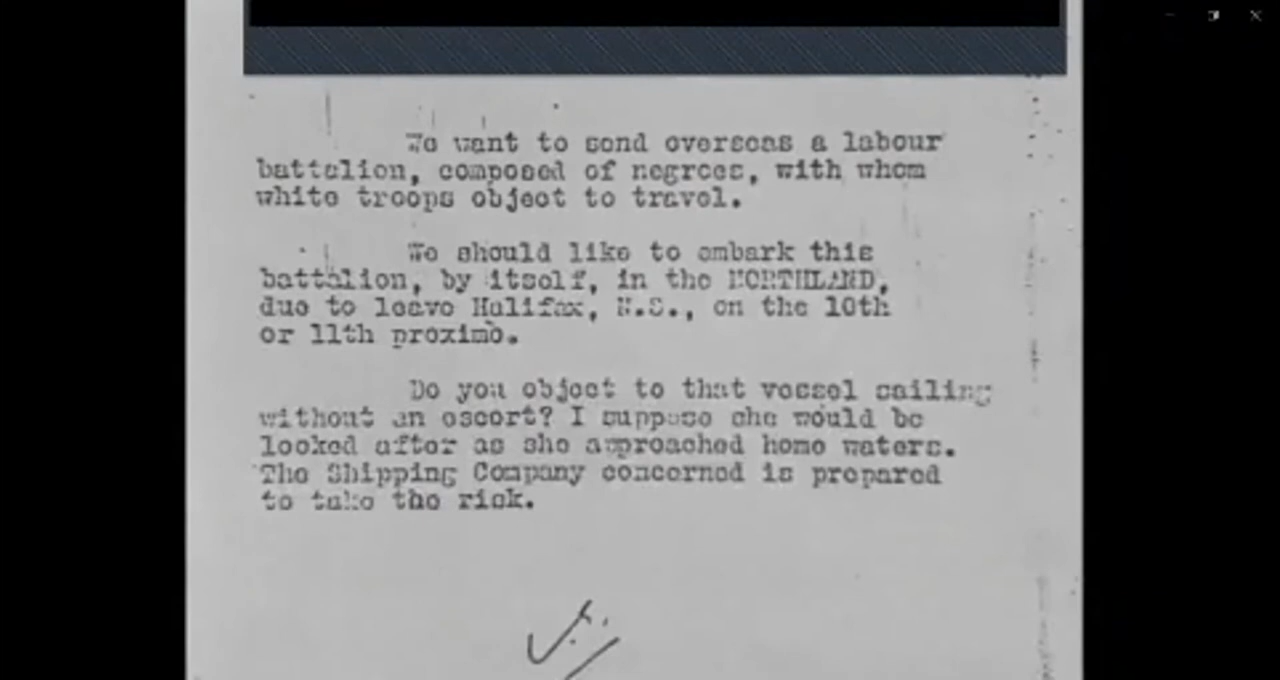 We want to send overseas a labour
battalion, composed of negroes, with whom
white troops object to travel.
We should like to embark this
battalion, by itself, in the NORTHLAND,
due to leave Halifax, N.S., on the 10th
or 11th proximo.
Do you object to that vessel sailing
without an escort? I suppose she would be
looked after as she approached home waters.
The Shipping Company concerned is prepared
to take the risk.